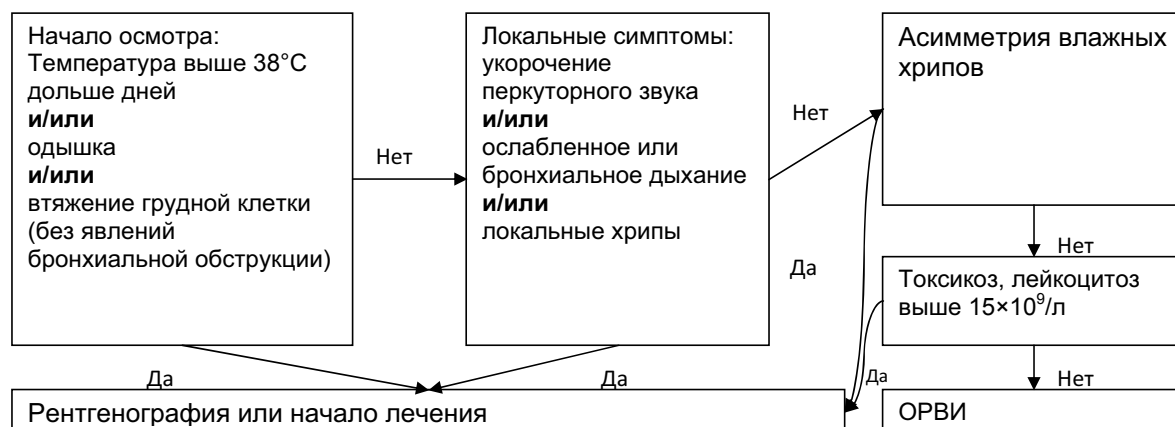 Начало осмотра:
Температура выше 38°С
дольше дней
и/или
одышка
и/или
втяжение грудной клетки
(без явлений
бронхиальной обструкции)
Нет
Локальные симптомы:
укорочение
перкуторного звука
и/или
ослабленное или
бронхиальное дыхание
и/или
локальные хрипы
Нет
Да
Асимметрия влажных
хрипов
Нет
Токсикоз, лейкоцитоз
выше 15×10⁹/л
Да
Да
Да
Нет
Рентгенография или начало лечения
ОРВИ